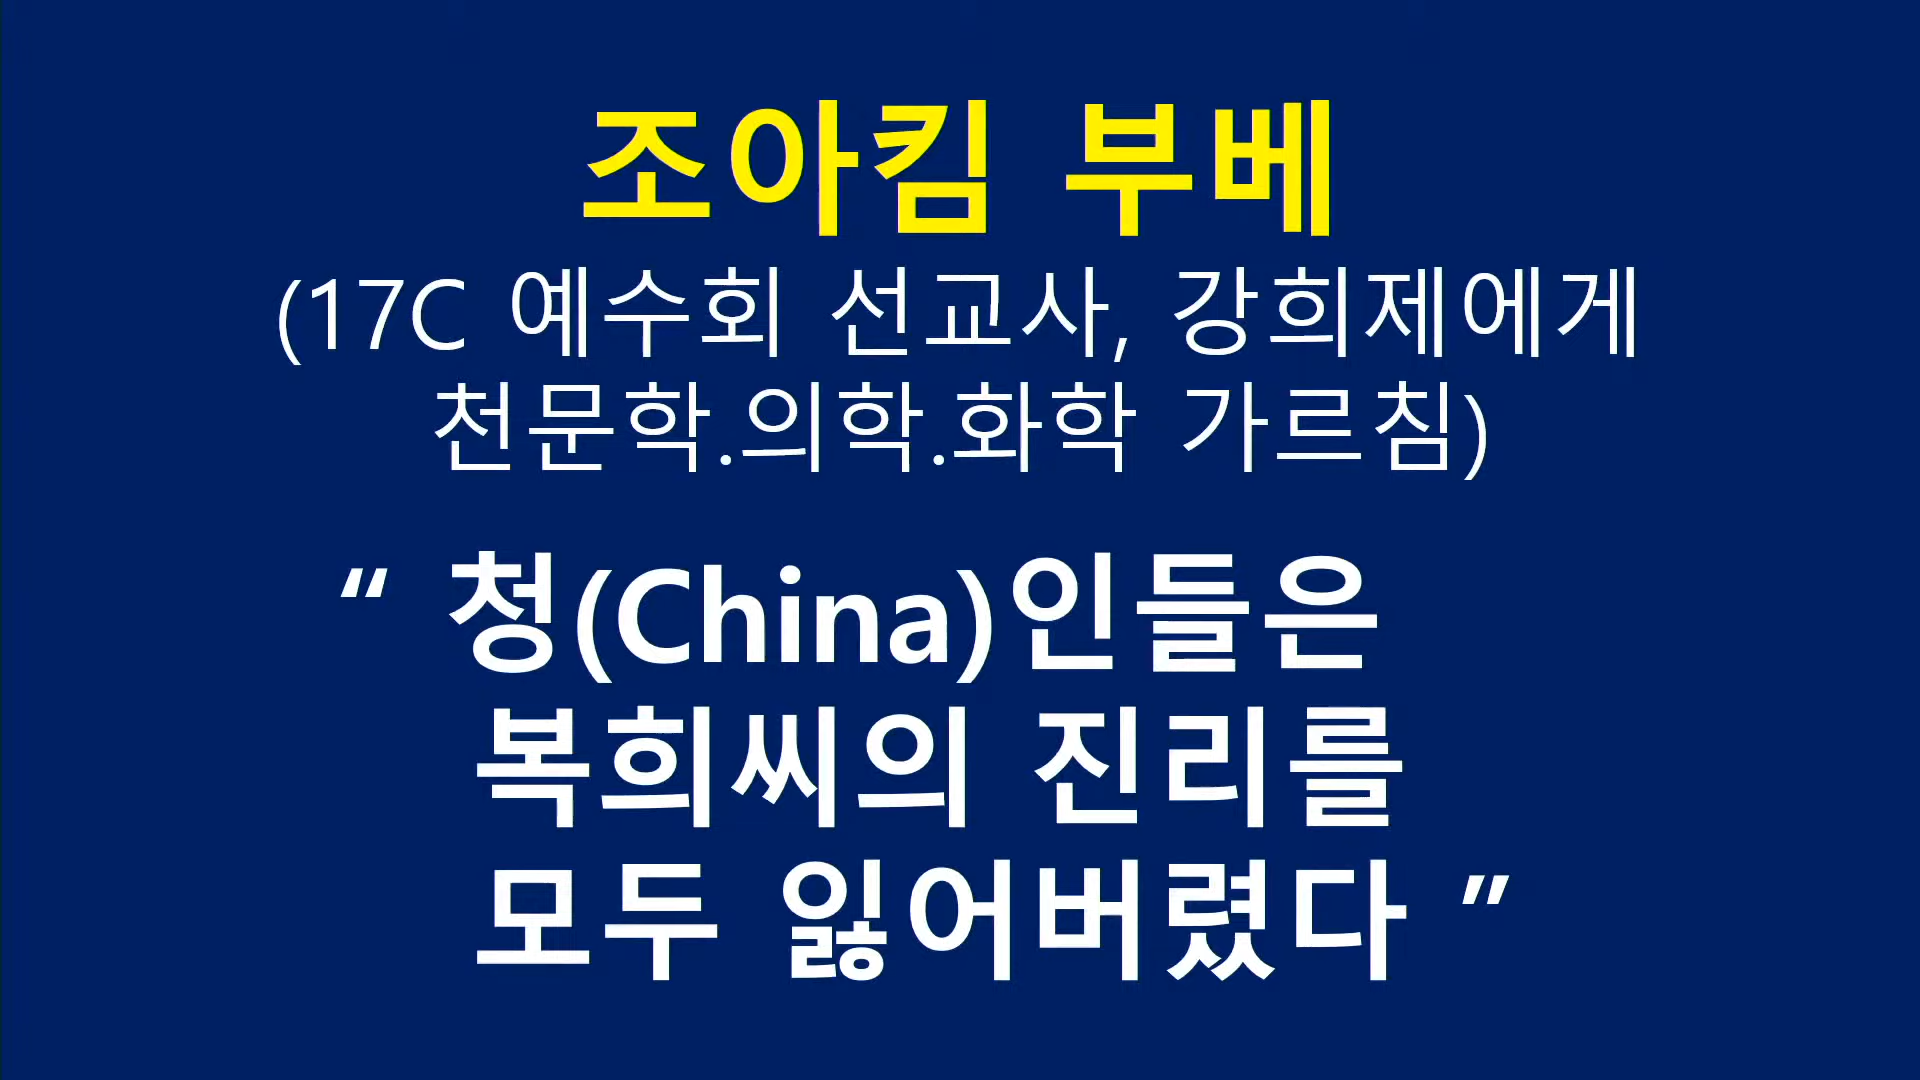 조아킴 부베
(17C 예수회 선교사, 강희제에게
천문학.의학.화학 가르침)
“ 청(China)인들은
복희씨의 진리를
모두 잃어버렸다 ”